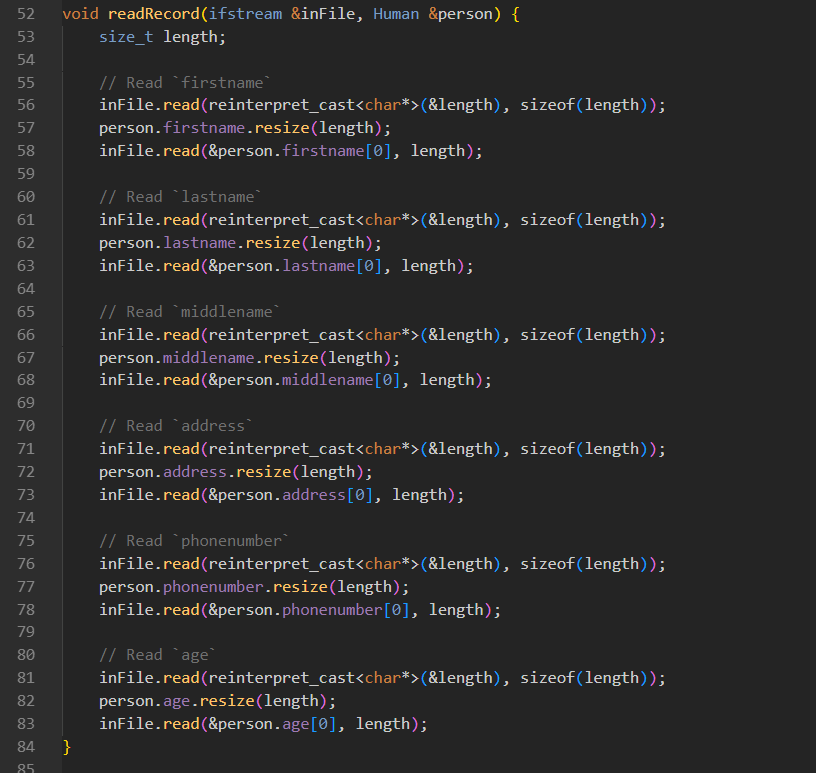 52 void readRecord(ifstream &inFile, Human &person) {
53     size_t length;
54
55     // Read `firstname`
56     inFile.read(reinterpret_cast<char*>(&length), sizeof(length));
57     person.firstname.resize(length);
58     inFile.read(&person.firstname[0], length);
59
60     // Read `lastname`
61     inFile.read(reinterpret_cast<char*>(&length), sizeof(length));
62     person.lastname.resize(length);
63     inFile.read(&person.lastname[0], length);
64
65     // Read `middlename`
66     inFile.read(reinterpret_cast<char*>(&length), sizeof(length));
67     person.middlename.resize(length);
68     inFile.read(&person.middlename[0], length);
69
70     // Read `address`
71     inFile.read(reinterpret_cast<char*>(&length), sizeof(length));
72     person.address.resize(length);
73     inFile.read(&person.address[0], length);
74
75     // Read `phonenumber`
76     inFile.read(reinterpret_cast<char*>(&length), sizeof(length));
77     person.phonenumber.resize(length);
78     inFile.read(&person.phonenumber[0], length);
79
80     // Read `age`
81     inFile.read(reinterpret_cast<char*>(&length), sizeof(length));
82     person.age.resize(length);
83     inFile.read(&person.age[0], length);
84 }
85